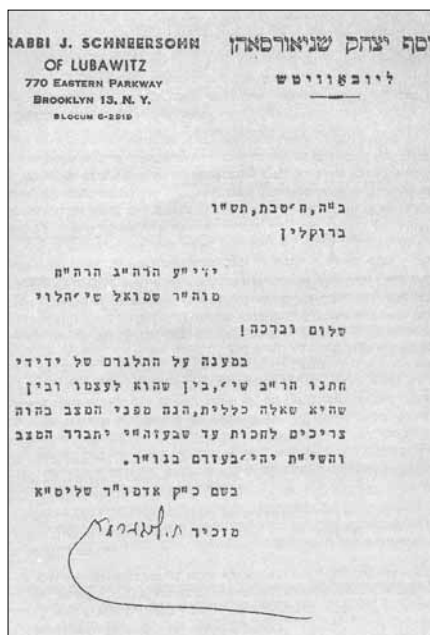 RABBI J. SCHNEERSOHN
OF LUBAWITZ
770 EASTERN PARKWAY
BROOKLYN 13, N. Y.
SLOCUM 6-2919
יוסף יצחק שניאורסאהן
ליובאוויטש
ב"ה, ח' טבת, תש"ו
ברוקלין
ידי"ע הרה"ג הרה"ח
מוה"ר שמואל שי' הלוי
שלום וברכה!
במענה על התלגרם של ידידי
חתנו הר"ב שי', בין שהוא לעצמו ובין
שהיא שאלה כללית, הנה מפני המצב בהוה
צריכים לחכות עד שבעזה"י יתברר המצב
והשי"ת יהי' בעזרם בגו"ר.
בשם כ"ק אדמו"ר שליט"א
מזכיר